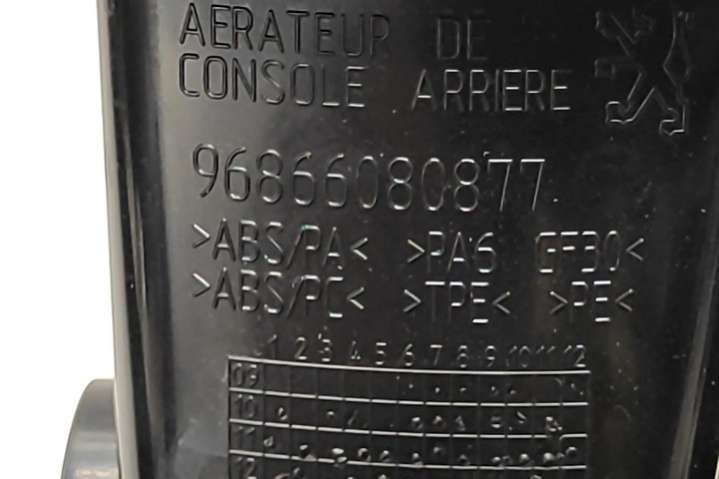 AERATEUR DE
CONSOLE ARRIERE
96866080877
>ABS/PA< >PA6 GF30<
>ABS/PC< >TPE< >PE<
1 2 3 4 5 6 7 8 9 10 11 12
09
10
11
12